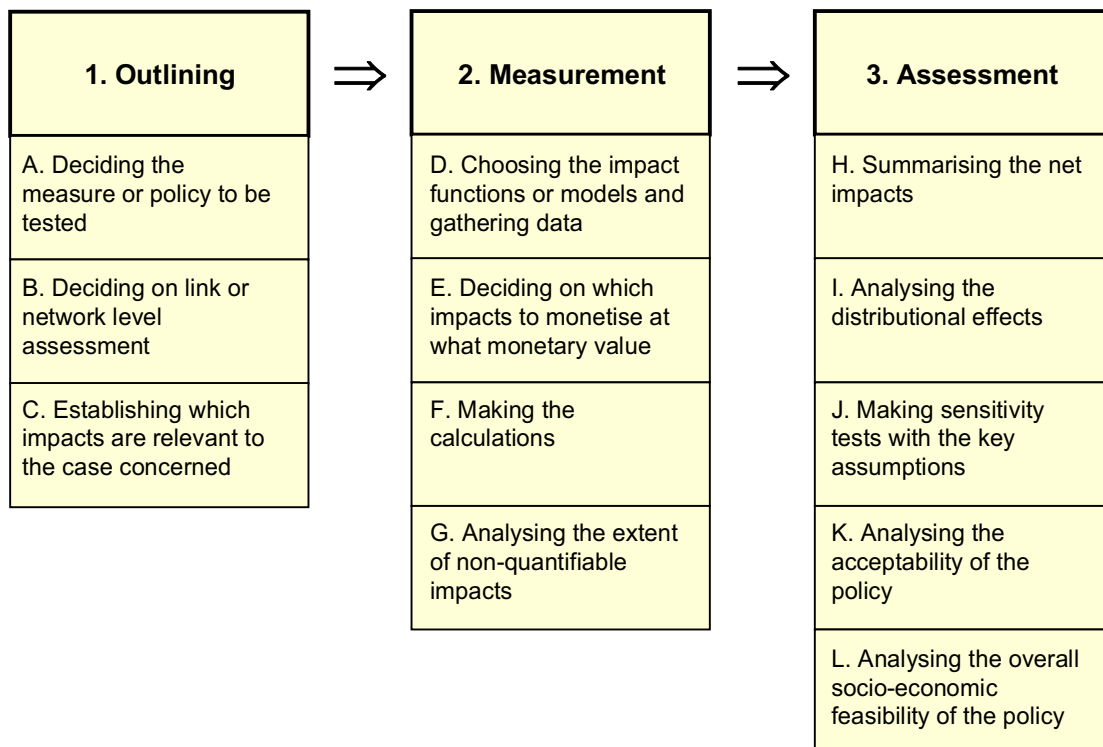 1. Outlining
A. Deciding the
measure or policy to be
tested
B. Deciding on link or
network level
assessment
C. Establishing which
impacts are relevant to
the case concerned
2. Measurement
D. Choosing the impact
functions or models and
gathering data
E. Deciding on which
impacts to monetise at
what monetary value
F. Making the
calculations
G. Analysing the extent
of non-quantifiable
impacts
3. Assessment
H. Summarising the net
impacts
I. Analysing the
distributional effects
J. Making sensitivity
tests with the key
assumptions
K. Analysing the
acceptability of the
policy
L. Analysing the overall
socio-economic
feasibility of the policy